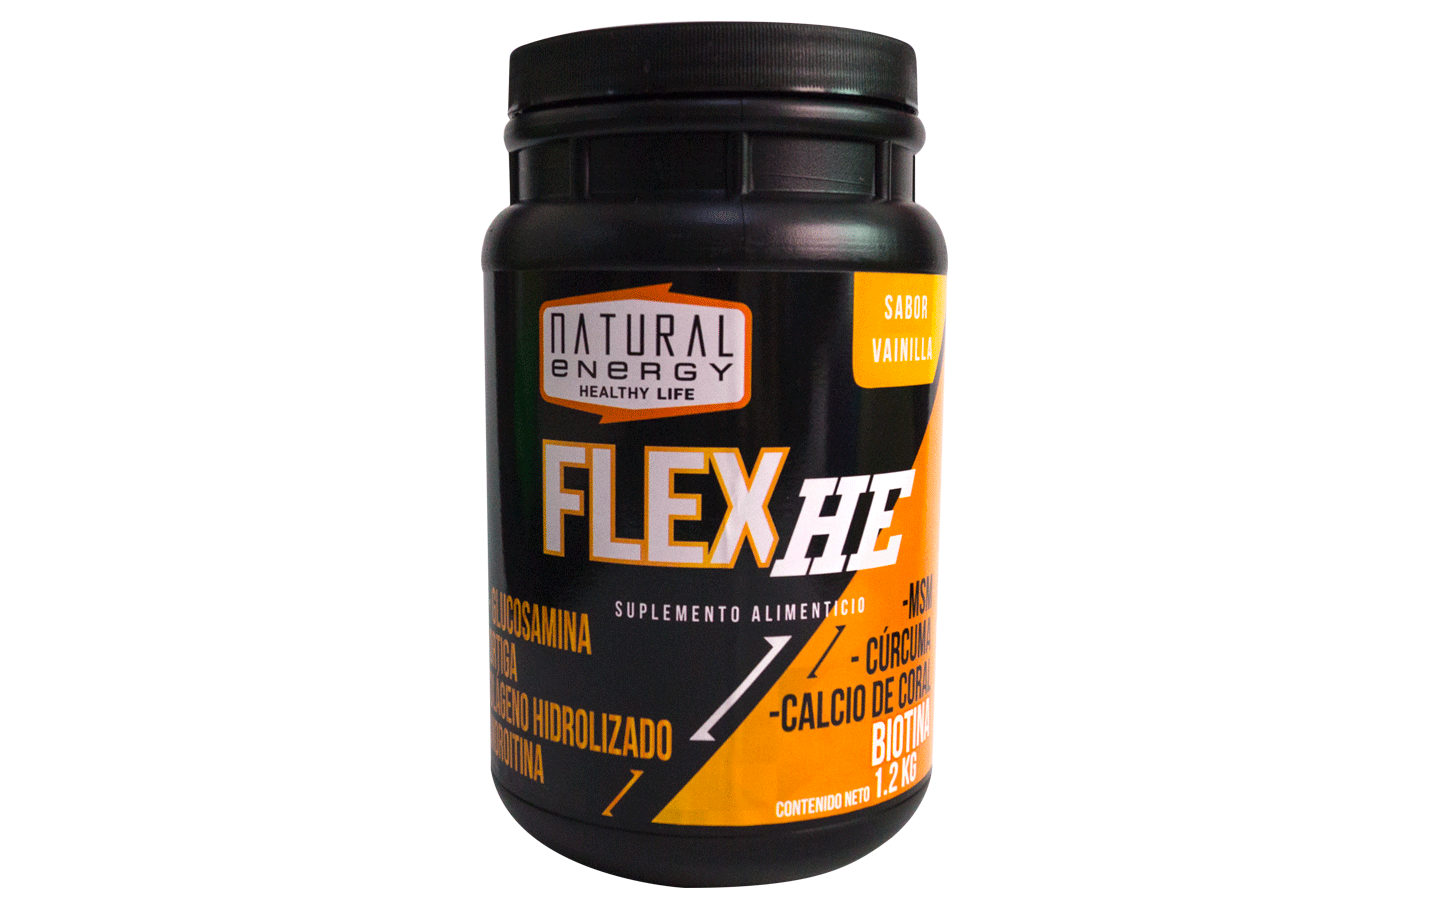 NATURAL
ENERGY
HEALTHY LIFE
SABOR
VAINILLA
FLEX HE
SUPLEMENTO ALIMENTICIO
GLUCOSAMINA
HIDROLIZADO
-MSM
- CÚRCUMA
-CALCIO DE CORAL
BIOTINA
CONTENIDO NETO 1.2 KG